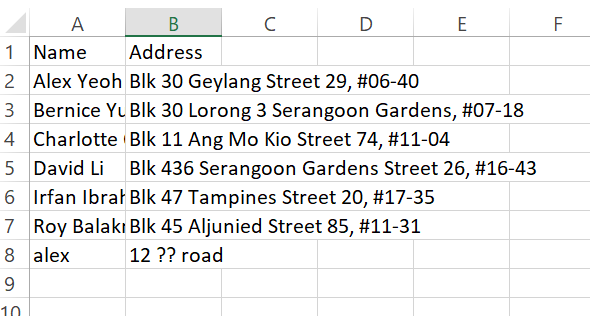 A B C D E F
1 Name Address
2 Alex Yeoh Blk 30 Geylang Street 29, #06-40
3 Bernice Yu Blk 30 Lorong 3 Serangoon Gardens, #07-18
4 Charlotte Blk 11 Ang Mo Kio Street 74, #11-04
5 David Li Blk 436 Serangoon Gardens Street 26, #16-43
6 Irfan Ibrah Blk 47 Tampines Street 20, #17-35
7 Roy Balakr Blk 45 Aljunied Street 85, #11-31
8 alex 12 ?? road
9
10